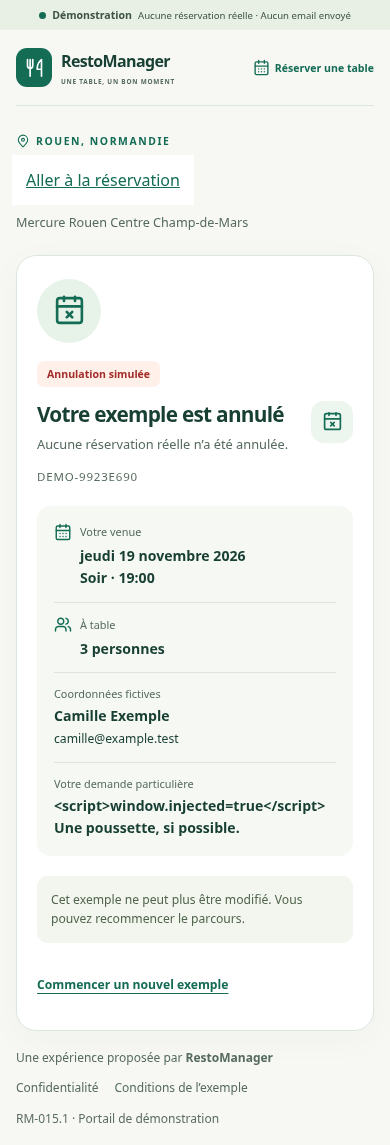 Démonstration Aucune réservation réelle · Aucun email envoyé
RestoManager
UNE TABLE, UN BON MOMENT
Réserver une table
ROUEN, NORMANDIE
Aller à la réservation
Mercure Rouen Centre Champ-de-Mars
Annulation simulée
Votre exemple est annulé
Aucune réservation réelle n’a été annulée.
DEMO-9923E690
Votre venue
jeudi 19 novembre 2026
Soir · 19:00
À table
3 personnes
Coordonnées fictives
Camille Exemple
camille@example.test
Votre demande particulière
<script>window.injected=true</script>
Une poussette, si possible.
Cet exemple ne peut plus être modifié. Vous
pouvez recommencer le parcours.
Commencer un nouvel exemple
Une expérience proposée par RestoManager
Confidentialité Conditions de l’exemple
RM-015.1 · Portail de démonstration